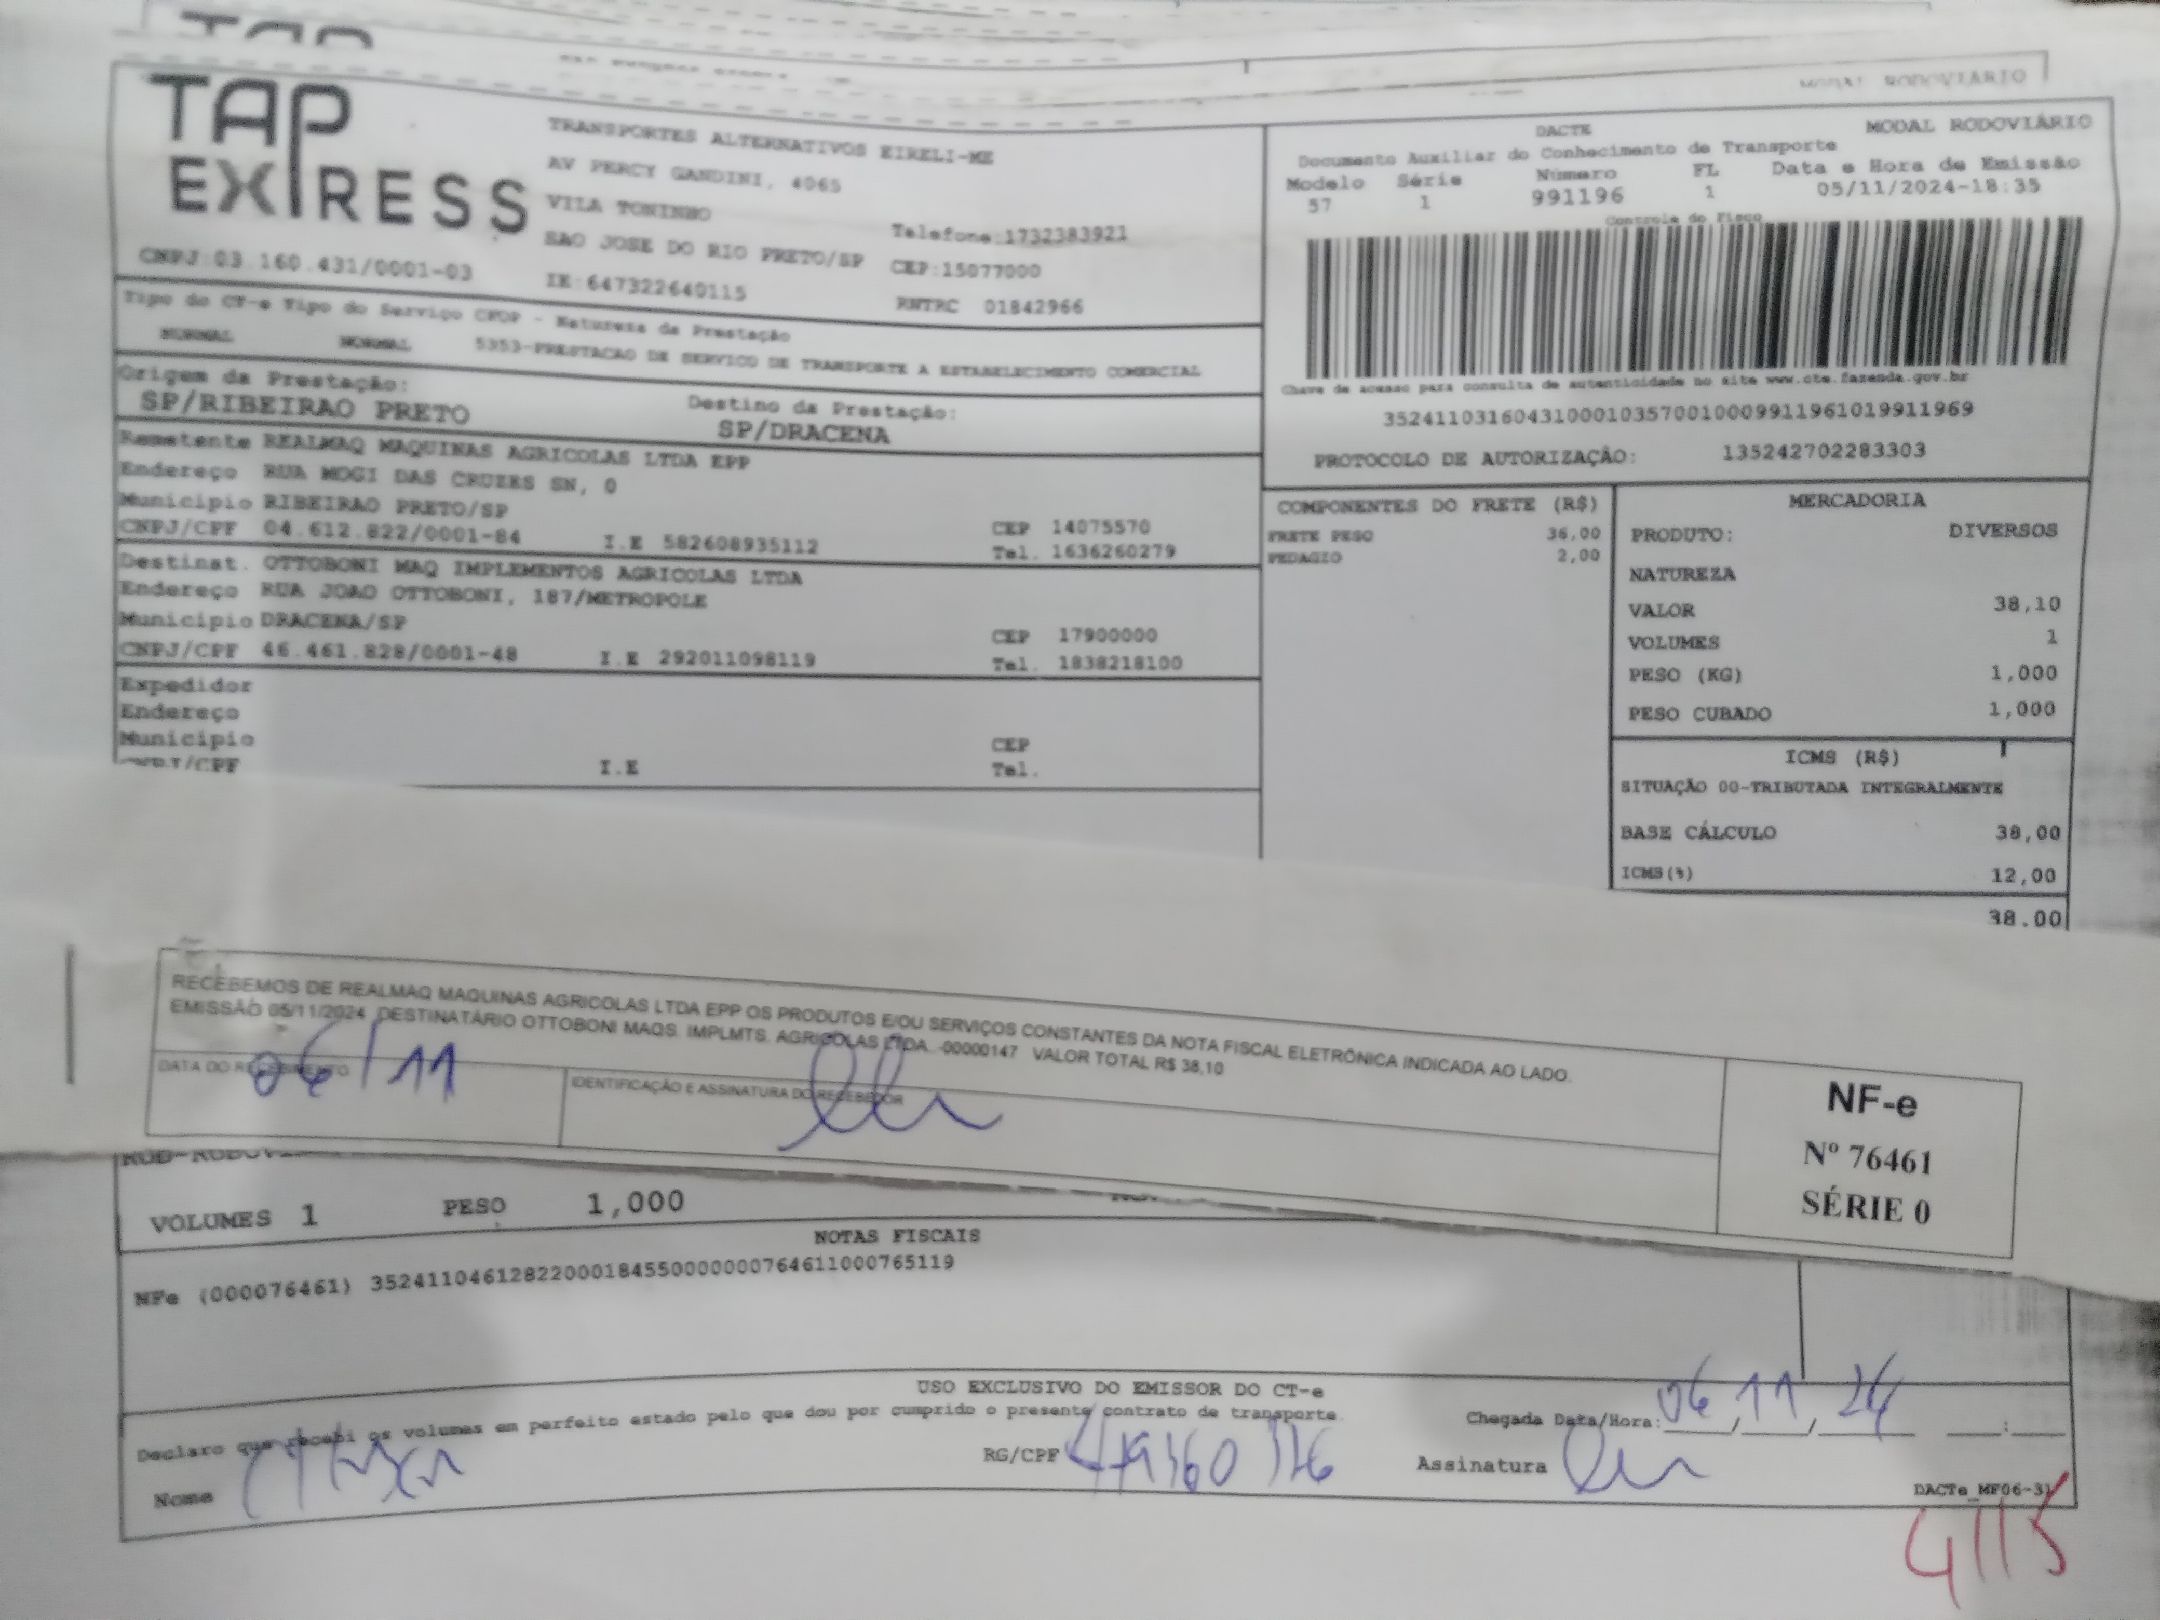 MODAL RODOVIÁRIO
TAP EXPRESS
CNPJ:03.160.431/0001-03
TRANSPORTES ALTERNATIVOS EIRELI-ME
AV PERCY GANDINI, 4065
VILA TONINHO
SAO JOSE DO RIO PRETO/SP
IE:647322640115
Telefone:1732383921
CEP:15077000
RNTRC 01842966
DACTE MODAL RODOVIÁRIO
Documento Auxiliar do Conhecimento de Transporte
Modelo Série Número FL Data e Hora de Emissão
57 1 991196 1 05/11/2024-18:35
Controle do Fisco
Chave de acesso para consulta de autenticidade no site www.cte.fazenda.gov.br
35241103160431000103570010009911961019911969
PROTOCOLO DE AUTORIZAÇÃO: 135242702283303
Tipo do CT-e Tipo do Serviço CFOP - Natureza da Prestação
NORMAL NORMAL 5353-PRESTACAO DE SERVICO DE TRANSPORTE A ESTABELECIMENTO COMERCIAL
Origem da Prestação: Destino da Prestação:
SP/RIBEIRAO PRETO SP/DRACENA
Remetente REALMAQ MAQUINAS AGRICOLAS LTDA EPP
Endereço RUA MOGI DAS CRUZES SN, 0
Municipio RIBEIRAO PRETO/SP CEP 14075570
CNPJ/CPF 04.612.822/0001-84 I.E 582608935112 Tel. 1636260279
Destinat. OTTOBONI MAQ IMPLEMENTOS AGRICOLAS LTDA
Endereço RUA JOAO OTTOBONI, 187/METROPOLE
Municipio DRACENA/SP CEP 17900000
CNPJ/CPF 46.461.828/0001-48 I.E 292011098119 Tel. 1838218100
Expedidor
Endereço
Municipio CEP
CNPJ/CPF I.E Tel.
COMPONENTES DO FRETE (R$)
FRETE PESO 36,00
PEDAGIO 2,00
MERCADORIA
PRODUTO: DIVERSOS
NATUREZA
VALOR 38,10
VOLUMES 1
PESO (KG) 1,000
PESO CUBADO 1,000
ICMS (R$)
SITUAÇÃO 00-TRIBUTADA INTEGRALMENTE
BASE CÁLCULO 38,00
ICMS(%) 12,00
38.00
RECEBEMOS DE REALMAQ MAQUINAS AGRICOLAS LTDA EPP OS PRODUTOS E/OU SERVIÇOS CONSTANTES DA NOTA FISCAL ELETRÔNICA INDICADA AO LADO.
EMISSÃO 05/11/2024 DESTINATÁRIO OTTOBONI MAQS. IMPLMTS. AGRICOLAS LTDA. -00000147 VALOR TOTAL R$ 38,10
DATA DO RECEBIMENTO
06/11
IDENTIFICAÇÃO E ASSINATURA DO RECEBEDOR
NF-e
Nº 76461
SÉRIE 0
VOLUMES 1 PESO 1,000
NOTAS FISCAIS
NFe (000076461) 35241104612822000184550000000764611000765119
USO EXCLUSIVO DO EMISSOR DO CT-e
Declaro que recebi os volumes em perfeito estado pelo que dou por cumprido o presente contrato de transporte.
Chegada Data/Hora: 06/11/24 :
Nome RG/CPF Assinatura
DACTe_MF06-31